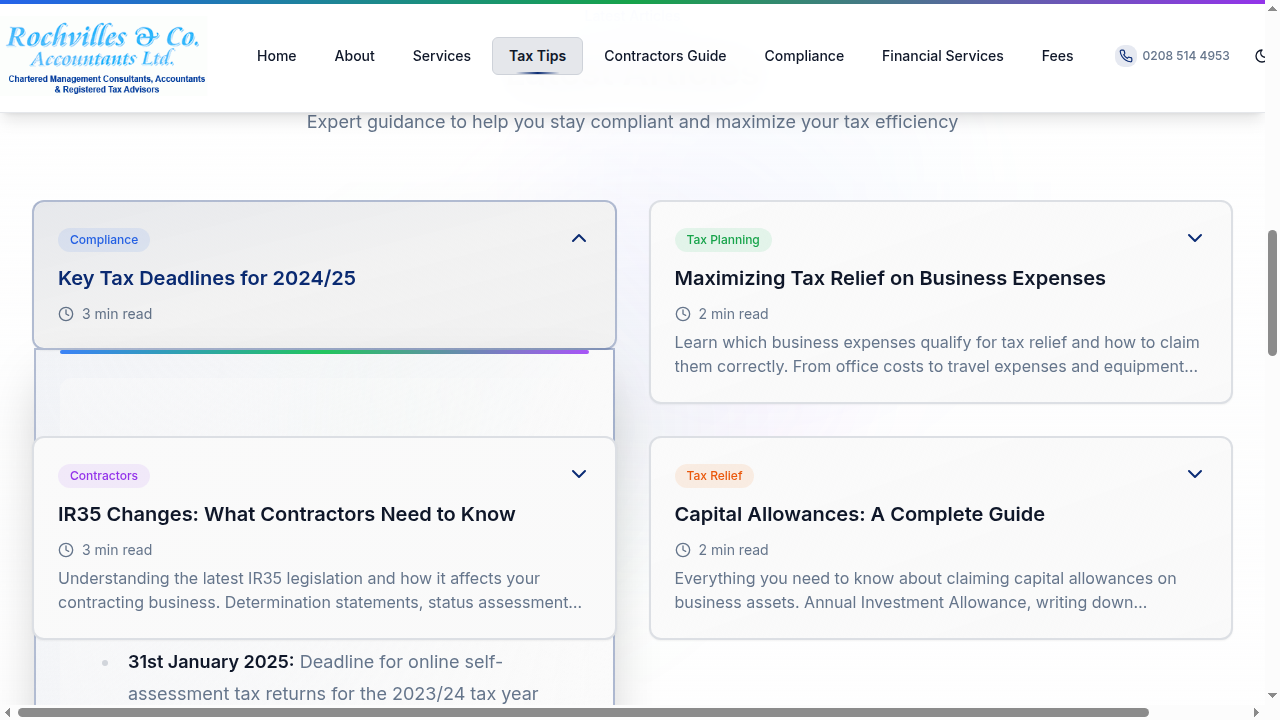 Rochvilles & Co.
Accountants Ltd.
Chartered Management Consultants, Accountants
& Registered Tax Advisors
Home
About
Services
Tax Tips
Contractors Guide
Compliance
Financial Services
Fees
0208 514 4953
Expert guidance to help you stay compliant and maximize your tax efficiency
Compliance
Key Tax Deadlines for 2024/25
3 min read
Tax Planning
Maximizing Tax Relief on Business Expenses
2 min read
Learn which business expenses qualify for tax relief and how to claim
them correctly. From office costs to travel expenses and equipment...
Contractors
IR35 Changes: What Contractors Need to Know
3 min read
Understanding the latest IR35 legislation and how it affects your
contracting business. Determination statements, status assessment...
Tax Relief
Capital Allowances: A Complete Guide
2 min read
Everything you need to know about claiming capital allowances on
business assets. Annual Investment Allowance, writing down...
31st January 2025: Deadline for online self-
assessment tax returns for the 2023/24 tax year